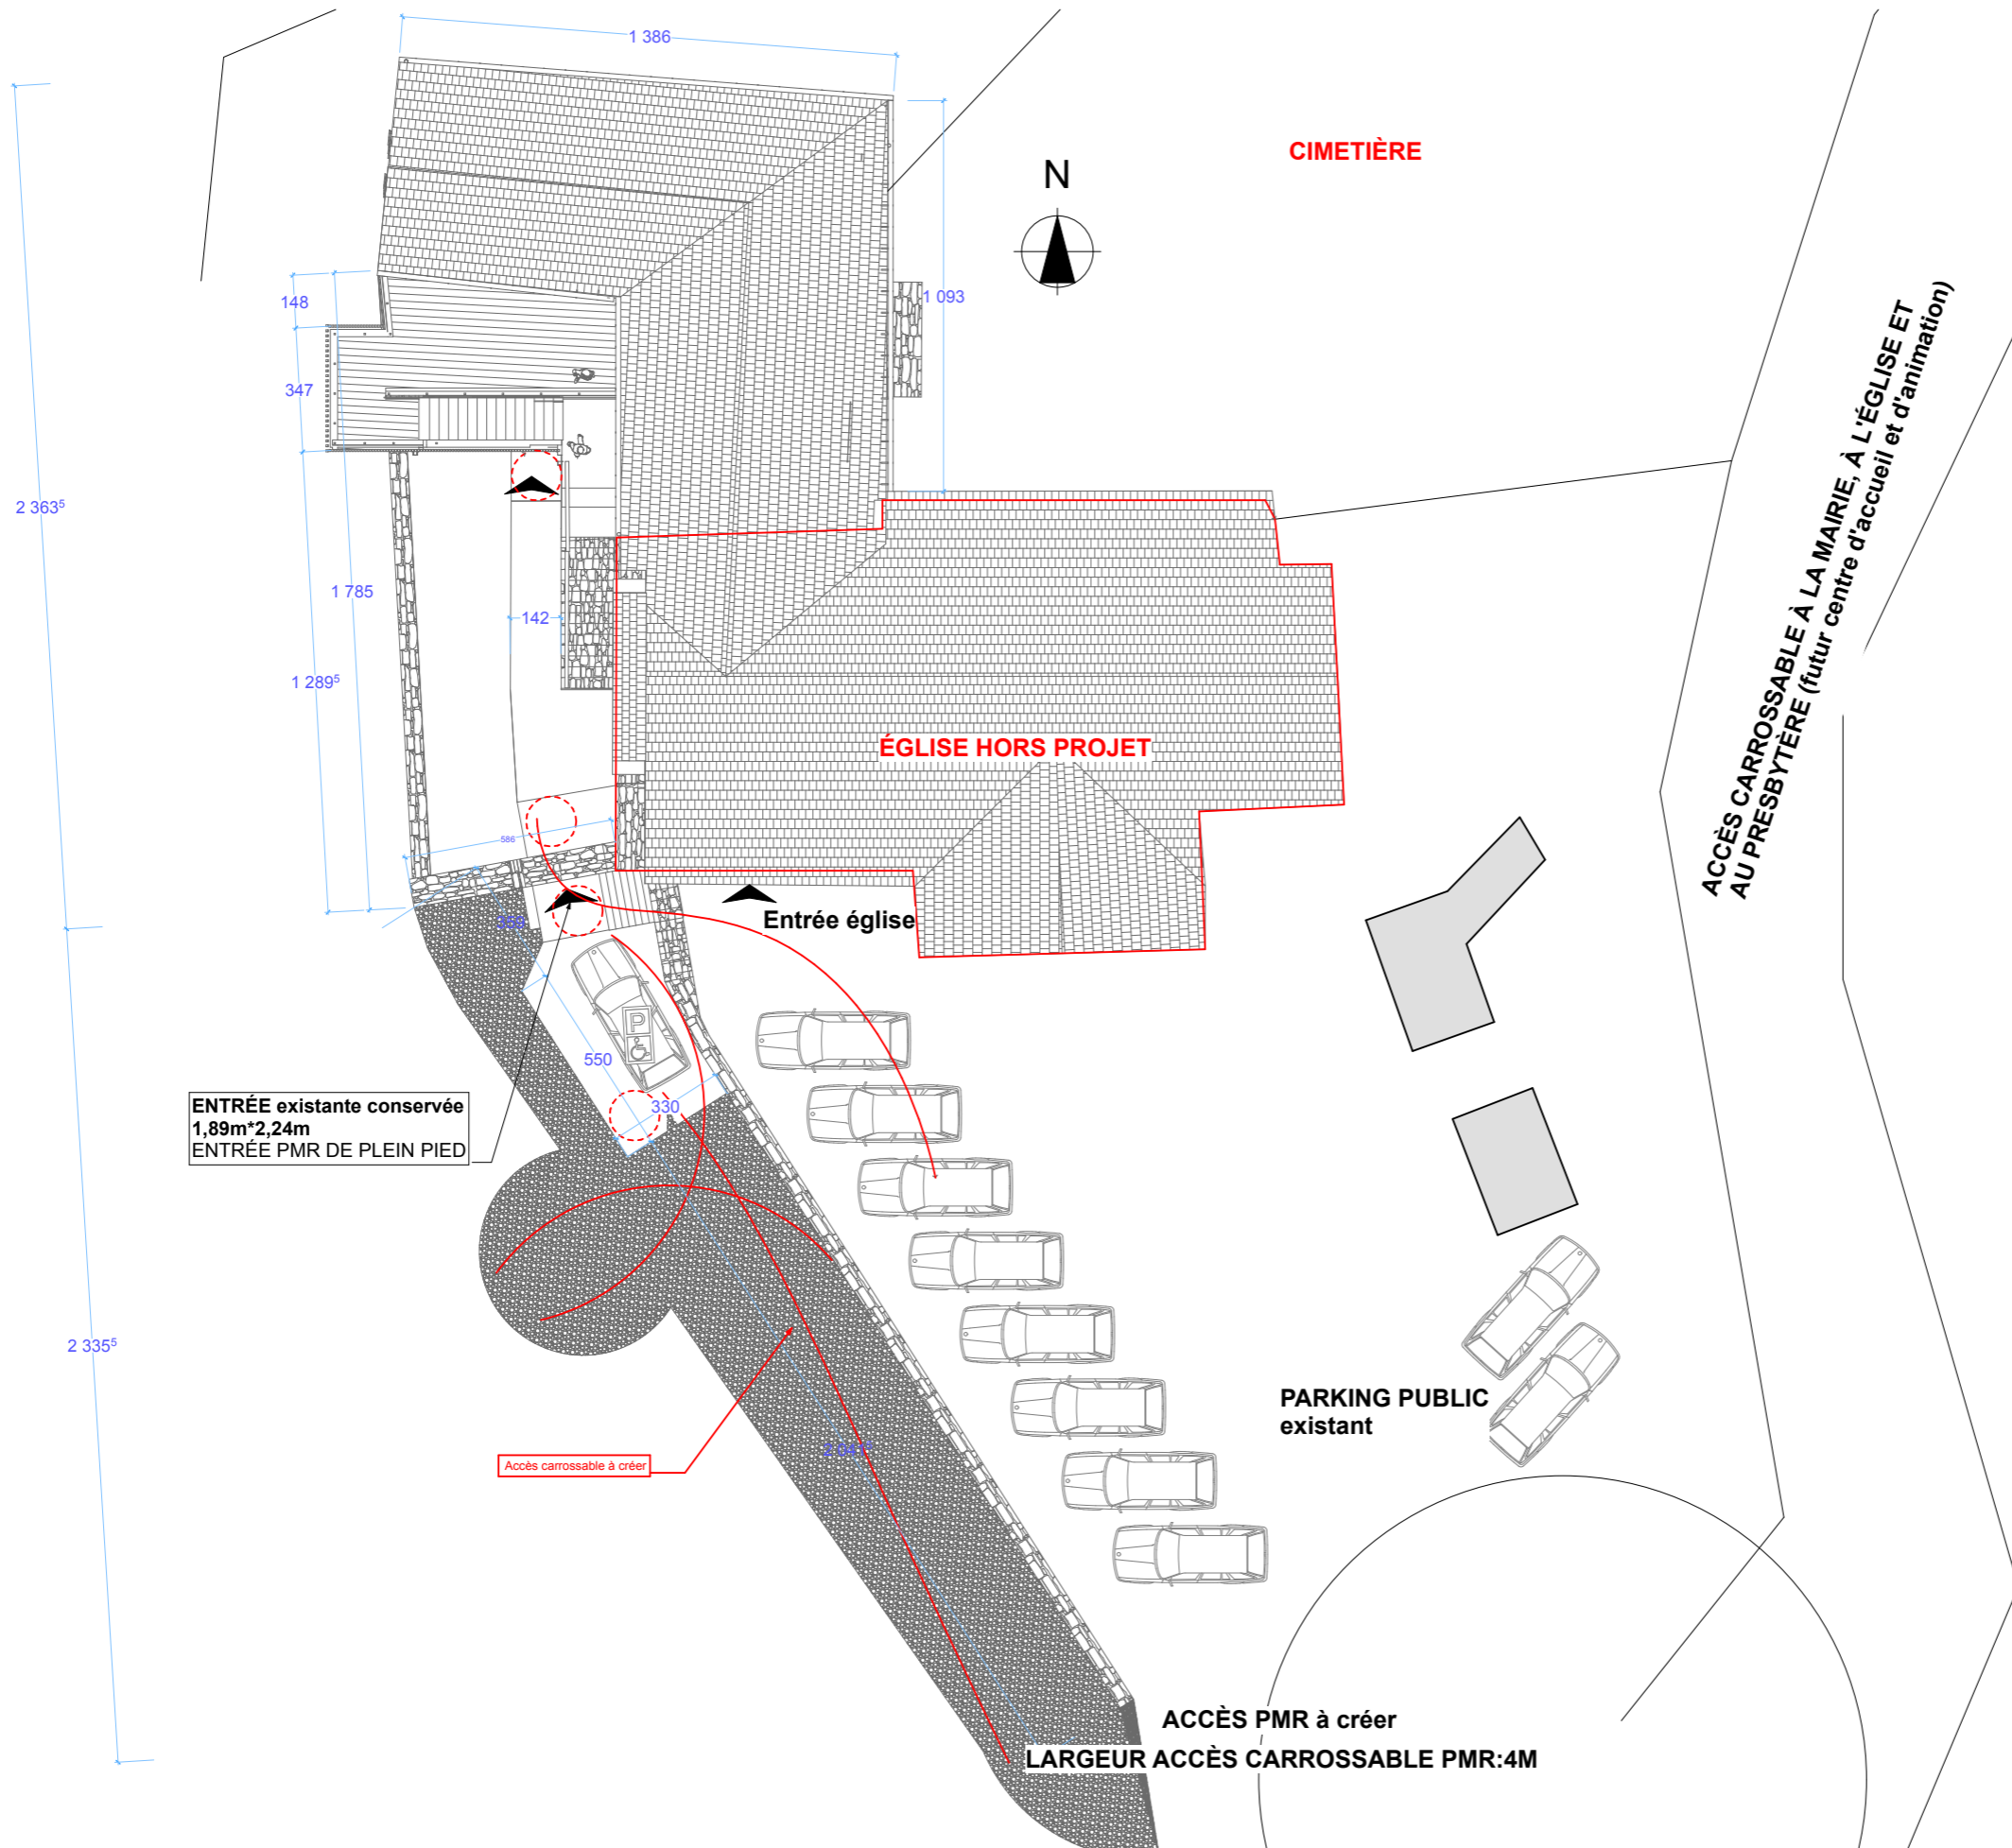 1 386
CIMETIÈRE
N
148
1 093
347
ACCÈS CARROSSABLE À LA MAIRIE, À L'ÉGLISE ET
AU PRESBYTÈRE (futur centre d'accueil et d'animation)
2 363⁵
1 785
142
1 289⁵
ÉGLISE HORS PROJET
586
Entrée église
P
550
330
ENTRÉE existante conservée
1,89m*2,24m
ENTRÉE PMR DE PLEIN PIED
2 335⁵
PARKING PUBLIC
existant
Accès carrossable à créer
ACCÈS PMR à créer
LARGEUR ACCÈS CARROSSABLE PMR:4M